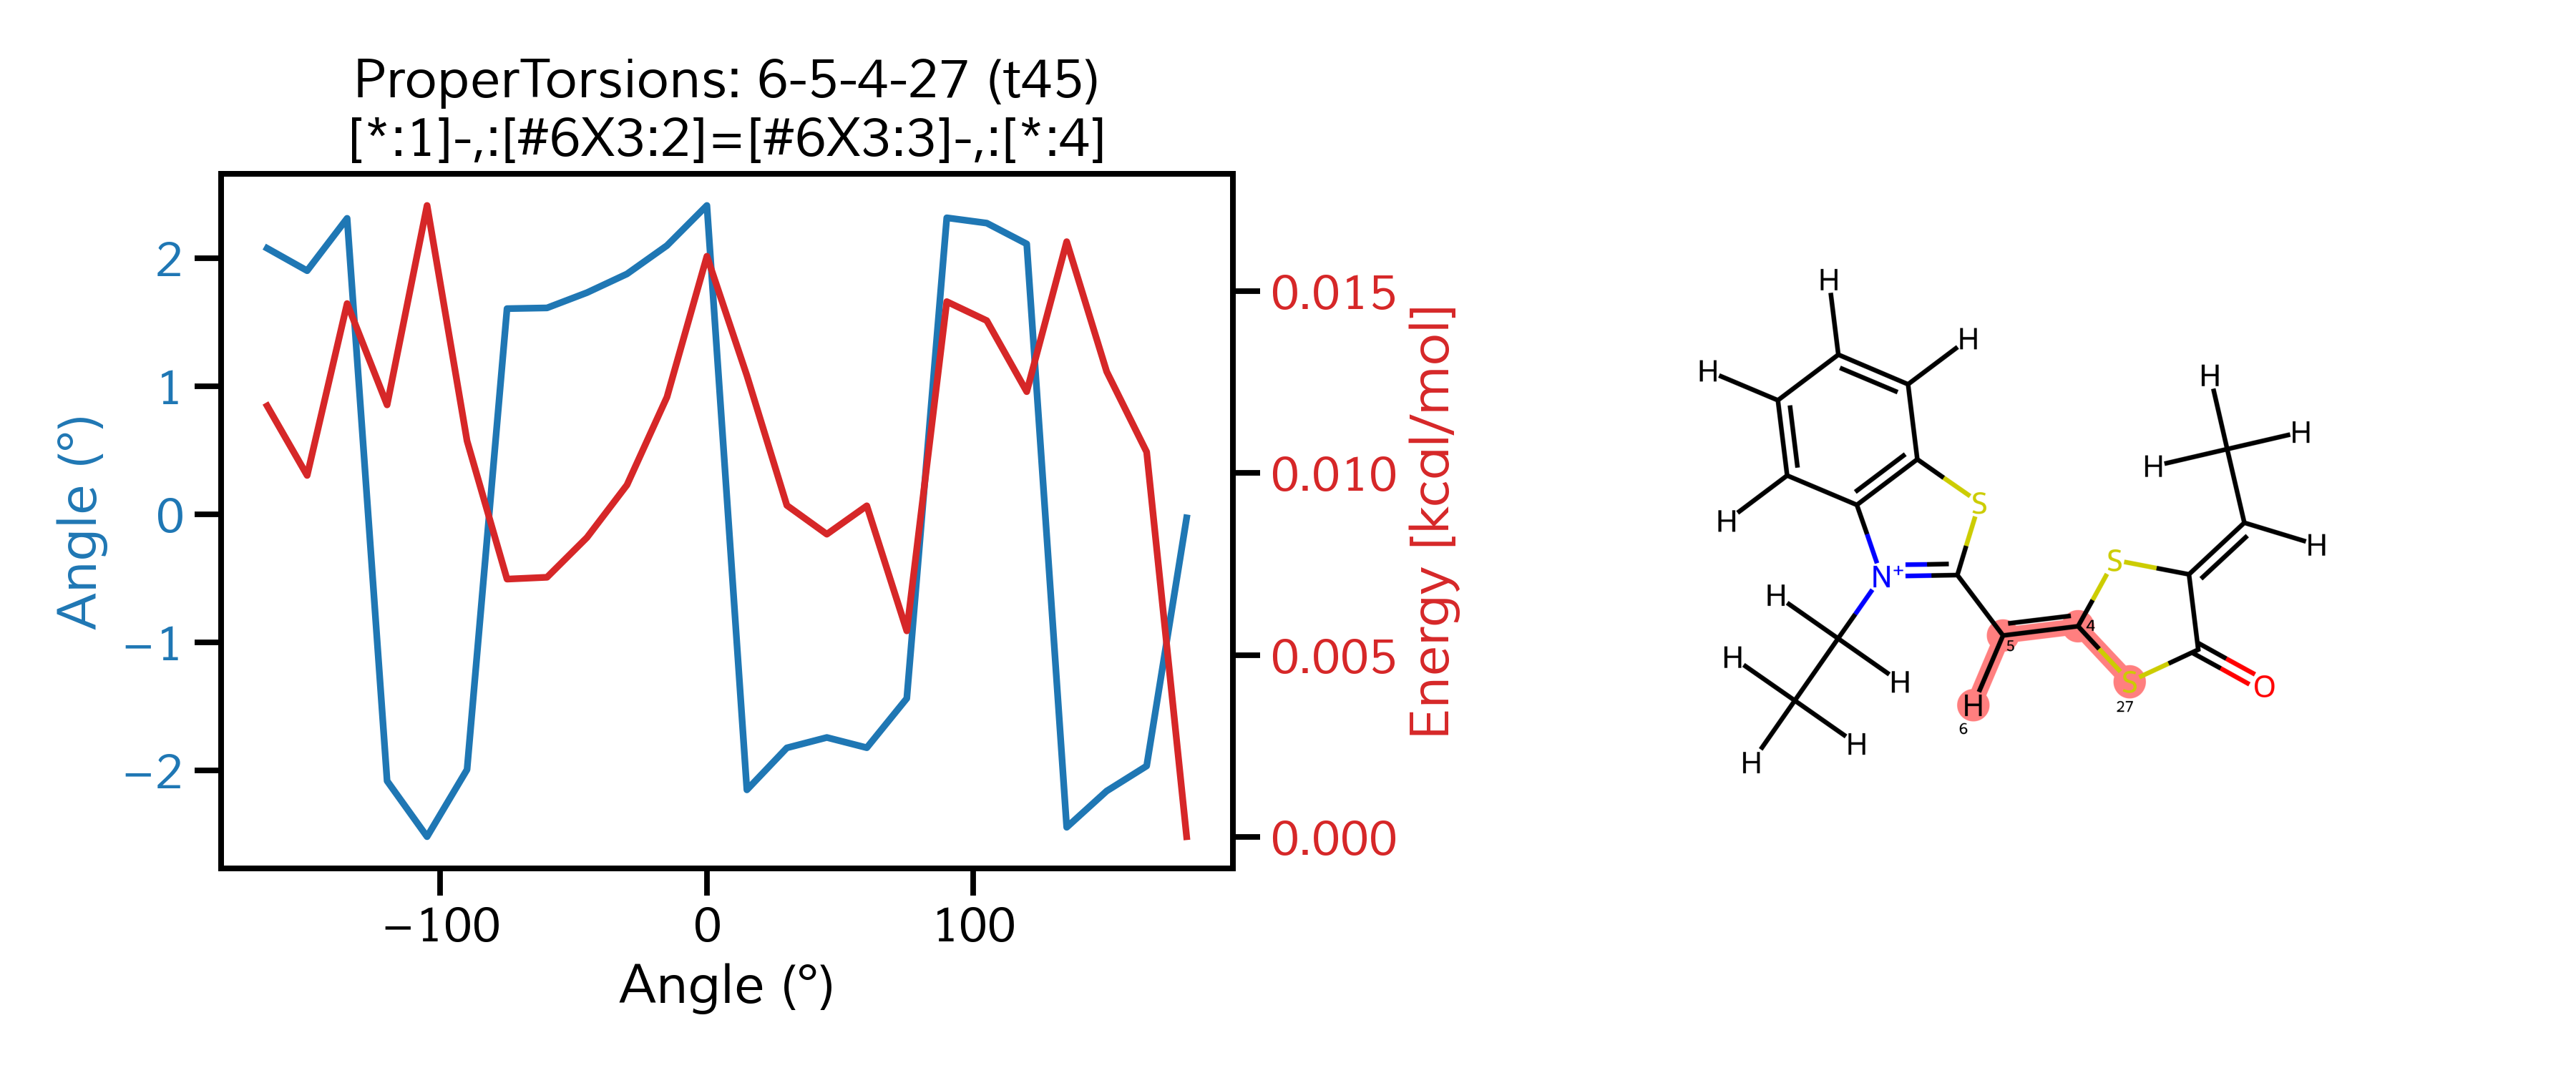 ProperTorsions: 6-5-4-27 (t45)
[*:1]-,:[#6X3:2]=[#6X3:3]-,:[*:4]
Angle (°)
2
1
0
−1
−2
0.015
0.010
0.005
0.000
Energy [kcal/mol]
−100
0
100
Angle (°)
H
H
H
H
H
H
H
S
S
H
N⁺
H
4
5
S
27
O
H
H
H
6
H
H